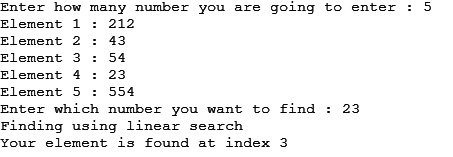 Enter how many number you are going to enter : 5
Element 1 : 212
Element 2 : 43
Element 3 : 54
Element 4 : 23
Element 5 : 554
Enter which number you want to find : 23
Finding using linear search
Your element is found at index 3